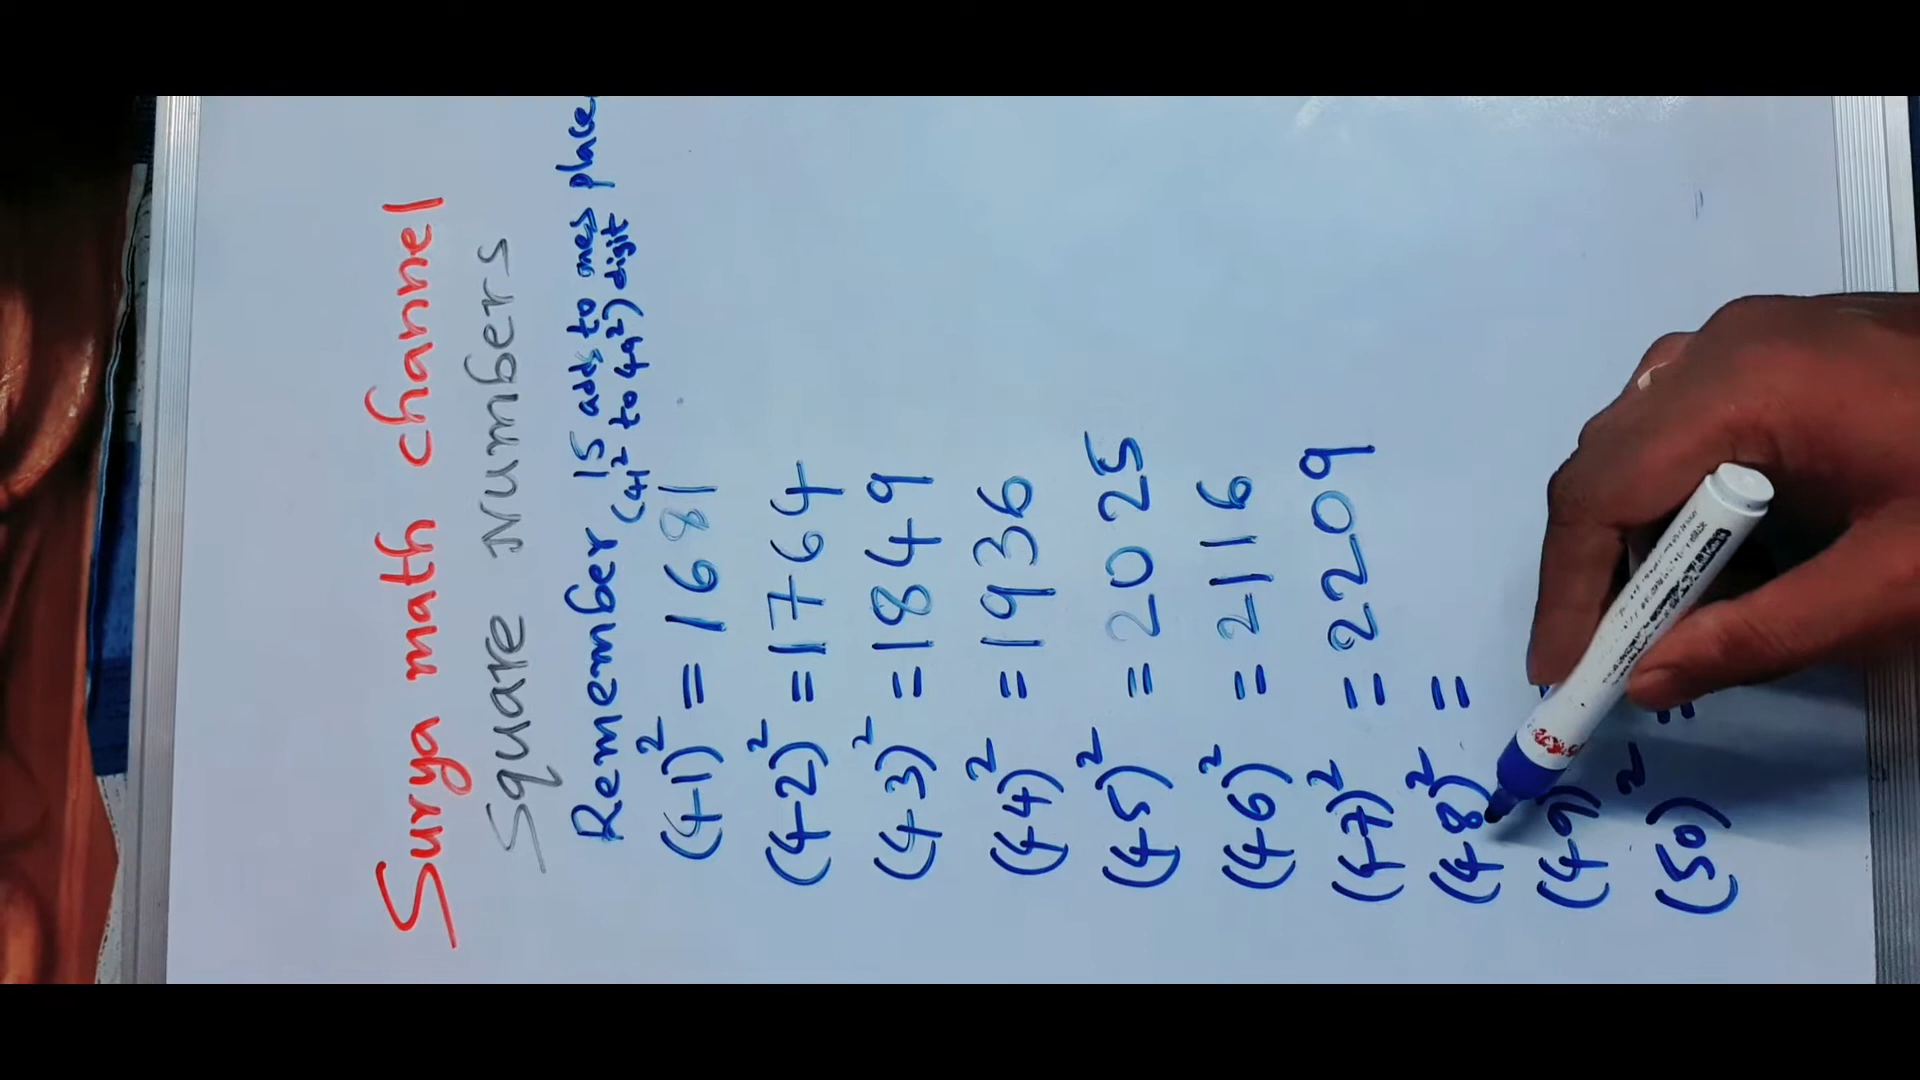 Surya math channel
Square Numbers
Remember 15 adds to ones place
(41² to 49²) digit
(41)² = 1681
(42)² = 1764
(43)² = 1849
(44)² = 1936
(45)² = 2025
(46)² = 2116
(47)² = 2209
(48)² =
(49)
(50)² =